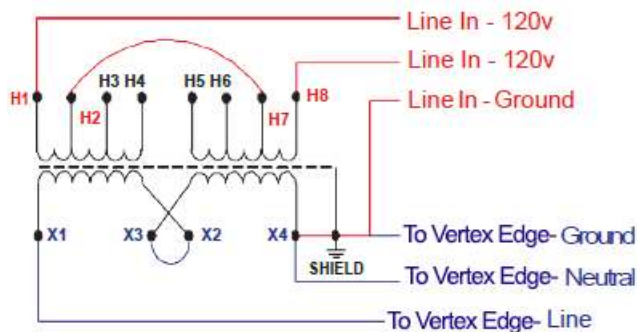 Line In - 120v
Line In - 120v
Line In - Ground
H1
H2
H3 H4
H5 H6
H7
H8
X1
X3
X2
X4
SHIELD
To Vertex Edge- Ground
To Vertex Edge- Neutral
To Vertex Edge- Line